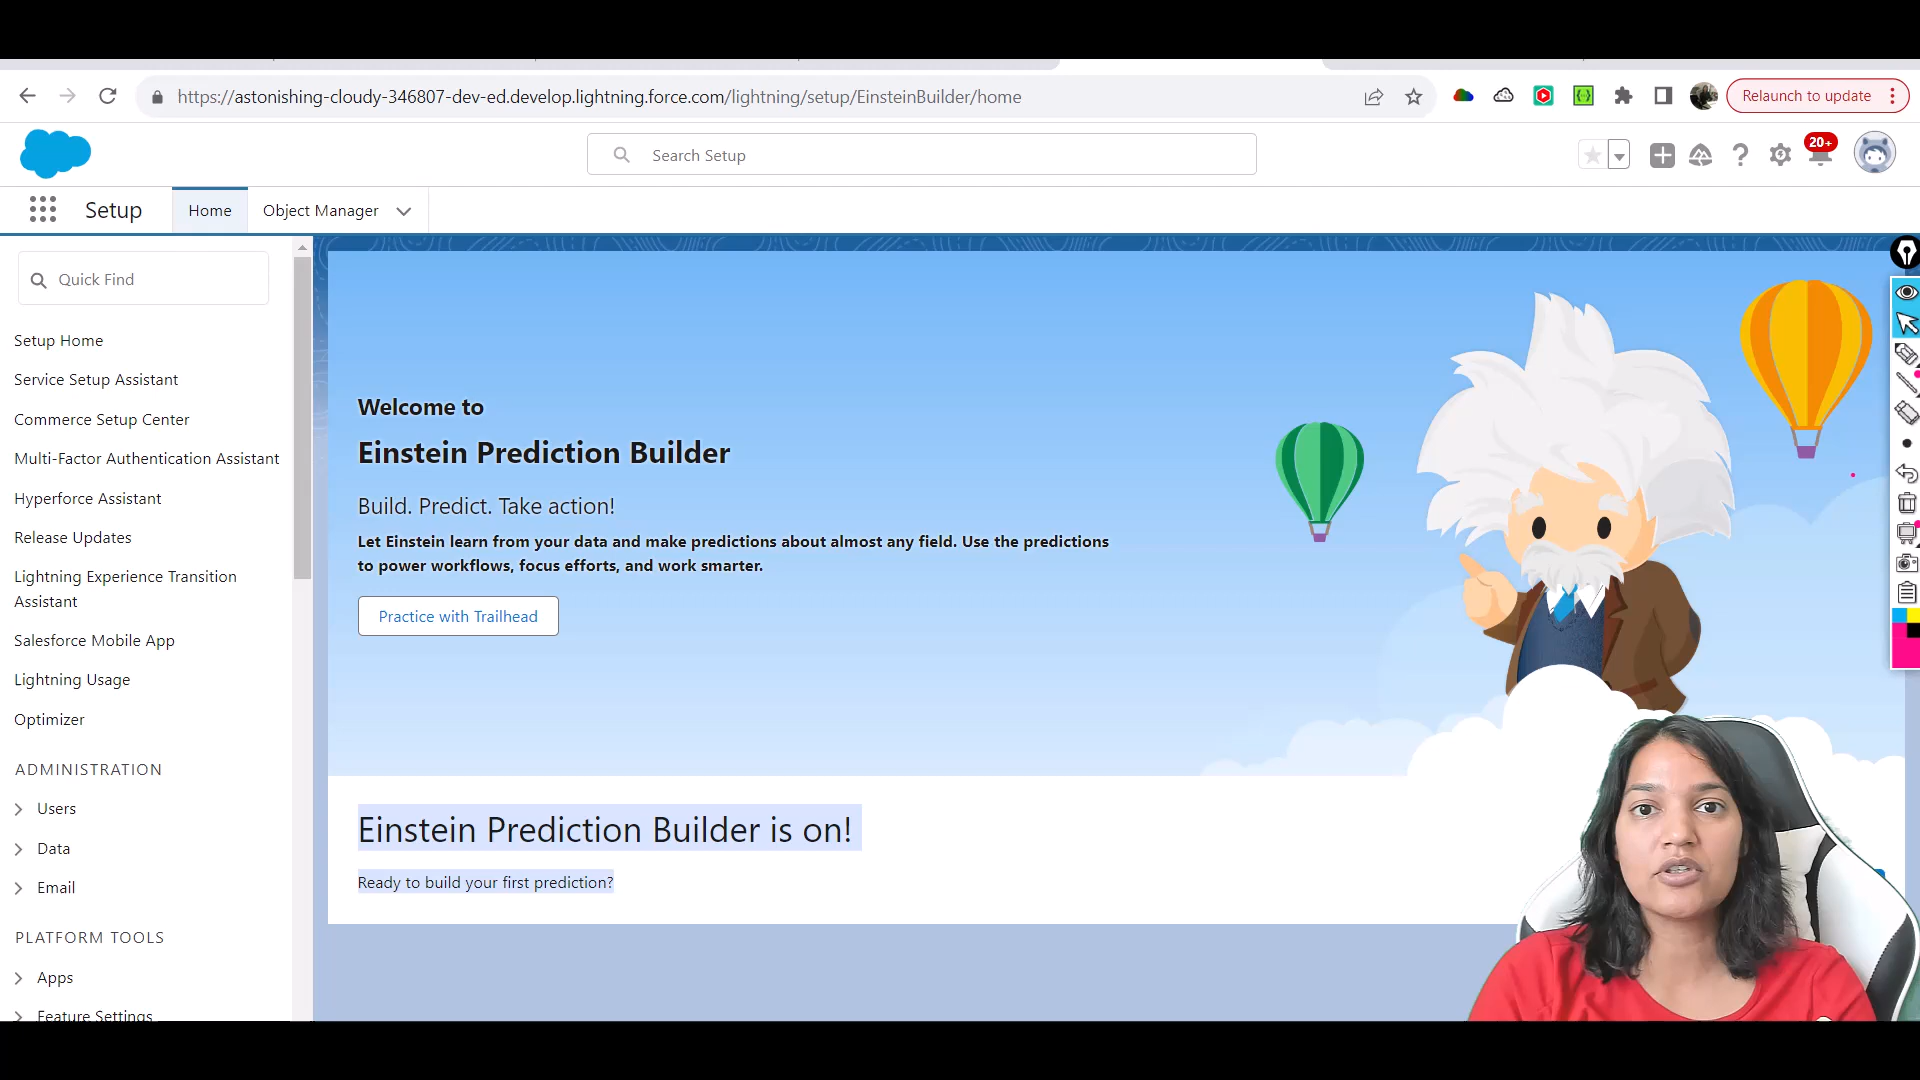 https://astonishing-cloudy-346807-dev-ed.develop.lightning.force.com/lightning/setup/EinsteinBuilder/home
Relaunch to update
Search Setup
20+
Setup
Home
Object Manager
Quick Find
Setup Home
Service Setup Assistant
Commerce Setup Center
Multi-Factor Authentication Assistant
Hyperforce Assistant
Release Updates
Lightning Experience Transition
Assistant
Salesforce Mobile App
Lightning Usage
Optimizer
ADMINISTRATION
Users
Data
Email
PLATFORM TOOLS
Apps
Feature Settings
Welcome to
Einstein Prediction Builder
Build. Predict. Take action!
Let Einstein learn from your data and make predictions about almost any field. Use the predictions
to power workflows, focus efforts, and work smarter.
Practice with Trailhead
Einstein Prediction Builder is on!
Ready to build your first prediction?